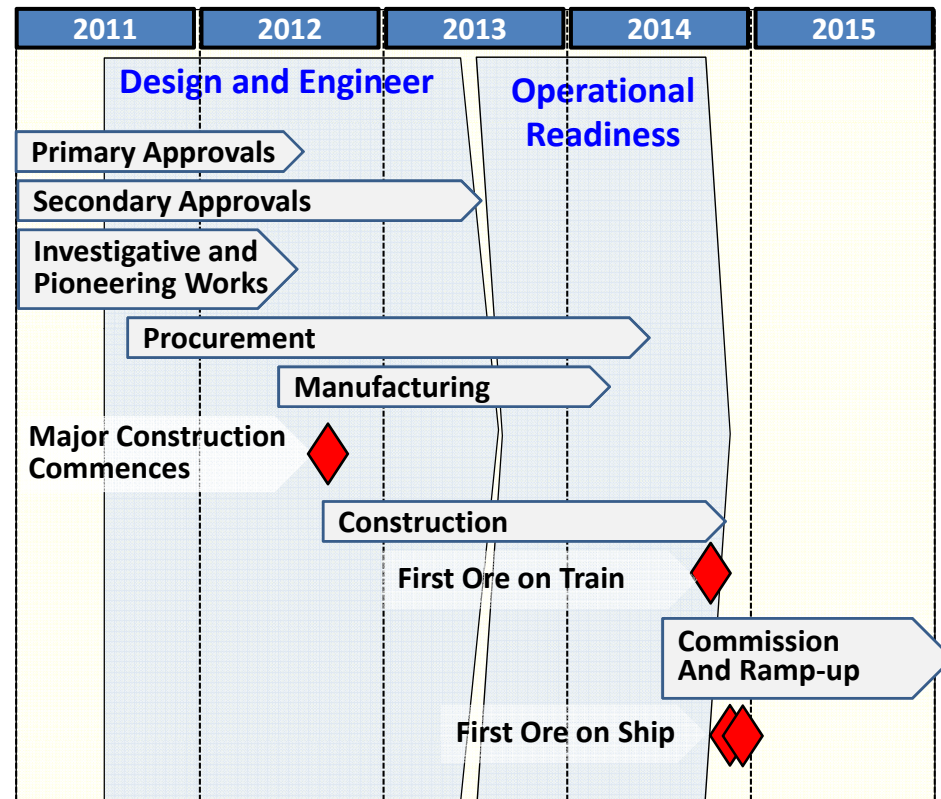 2011 2012 2013 2014 2015
Design and Engineer
Operational
Readiness
Primary Approvals
Secondary Approvals
Investigative and
Pioneering Works
Procurement
Manufacturing
Major Construction
Commences
Construction
First Ore on Train
Commission
And Ramp-up
First Ore on Ship